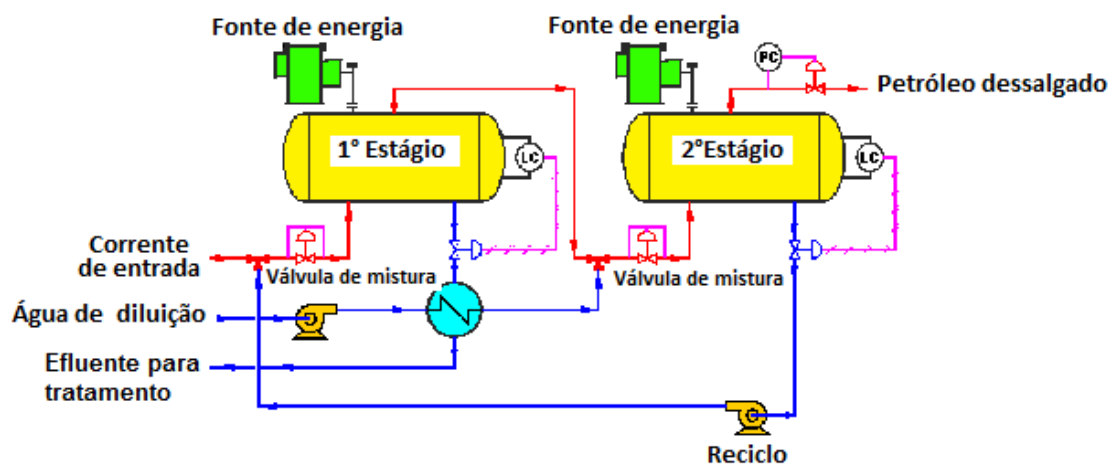 Fonte de energia
Fonte de energia
PC
Petróleo dessalgado
1° Estágio
LC
2°Estágio
LC
Corrente
de entrada
Válvula de mistura
Válvula de mistura
Água de diluição
Efluente para
tratamento
Reciclo